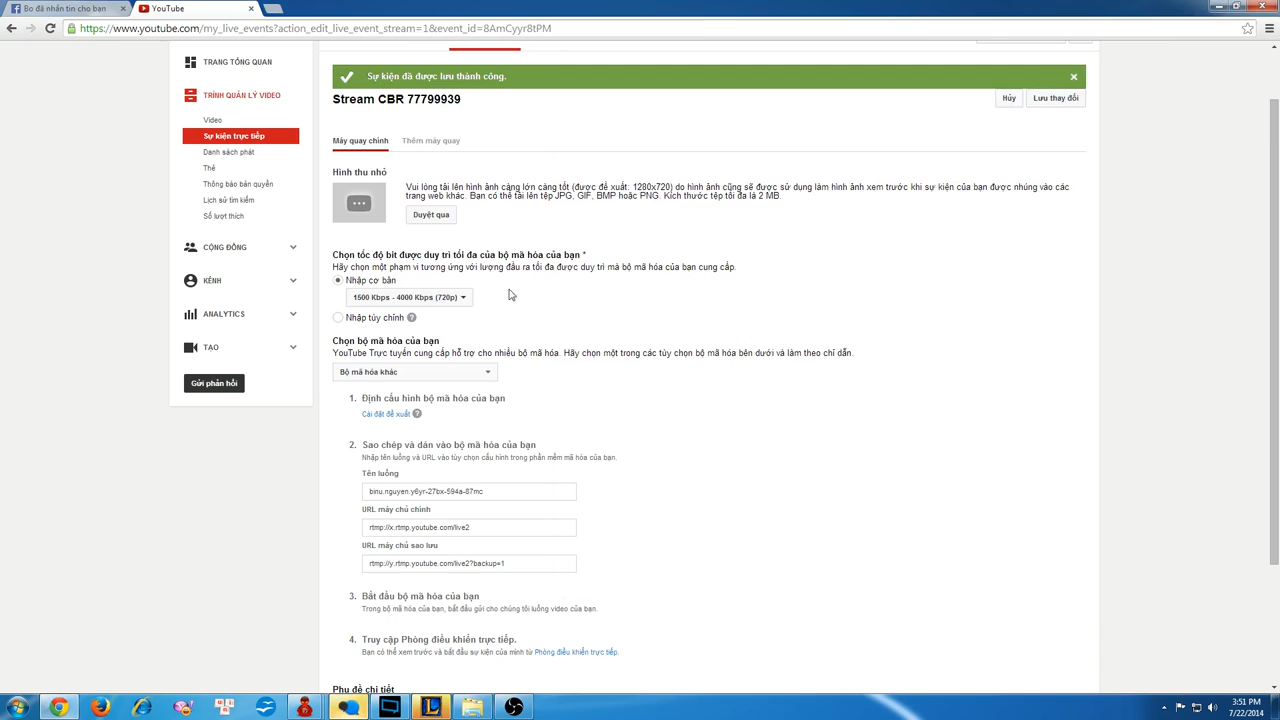 Bo đã nhắn tin cho bạn
YouTube
https://www.youtube.com/my_live_events?action_edit_live_event_stream=1&event_id=8AmCyyr8tPM
TRANG TỔNG QUAN
TRÌNH QUẢN LÝ VIDEO
Video
Sự kiện trực tiếp
Danh sách phát
Thẻ
Thông báo bản quyền
Lịch sử tìm kiếm
Số lượt thích
CỘNG ĐỒNG
KÊNH
ANALYTICS
TẠO
Gửi phản hồi
Sự kiện đã được lưu thành công.
Stream CBR 77799939
Hủy
Lưu thay đổi
Máy quay chính
Thêm máy quay
Hình thu nhỏ
Vui lòng tải lên hình ảnh càng lớn càng tốt (được đề xuất: 1280x720) do hình ảnh cũng sẽ được sử dụng làm hình ảnh xem trước khi sự kiện của bạn được nhúng vào các
trang web khác. Bạn có thể tải lên tệp JPG, GIF, BMP hoặc PNG. Kích thước tệp tối đa là 2 MB.
Duyệt qua
Chọn tốc độ bit được duy trì tối đa của bộ mã hóa của bạn *
Hãy chọn một phạm vi tương ứng với lượng đầu ra tối đa được duy trì mà bộ mã hóa của bạn cung cấp.
Nhập cơ bản
1500 Kbps - 4000 Kbps (720p)
Nhập tùy chỉnh ?
Chọn bộ mã hóa của bạn
YouTube Trực tuyến cung cấp hỗ trợ cho nhiều bộ mã hóa. Hãy chọn một trong các tùy chọn bộ mã hóa bên dưới và làm theo chỉ dẫn.
Bộ mã hóa khác
1. Định cấu hình bộ mã hóa của bạn
Cài đặt đề xuất ?
2. Sao chép và dán vào bộ mã hóa của bạn
Nhập tên luồng và URL vào tùy chọn cấu hình trong phần mềm mã hóa của bạn.
Tên luồng
binu.nguyen.y6yr-27bx-594a-87mc
URL máy chủ chính
rtmp://x.rtmp.youtube.com/live2
URL máy chủ sao lưu
rtmp://y.rtmp.youtube.com/live2?backup=1
3. Bắt đầu bộ mã hóa của bạn
Trong bộ mã hóa của bạn, bắt đầu gửi cho chúng tôi luồng video của bạn.
4. Truy cập Phòng điều khiển trực tiếp.
Bạn có thể xem trước và bắt đầu sự kiện của mình từ Phòng điều khiển trực tiếp.
Phụ đề chi tiết
3:51 PM
7/22/2014